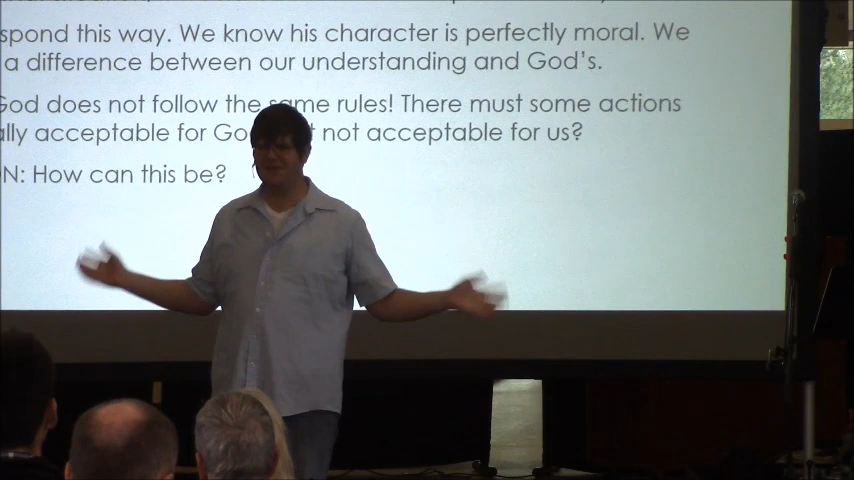 spond this way. We know his character is perfectly moral. We
a difference between our understanding and God's.
God does not follow the same rules! There must some actions
ally acceptable for Go t not acceptable for us?
ON: How can this be?